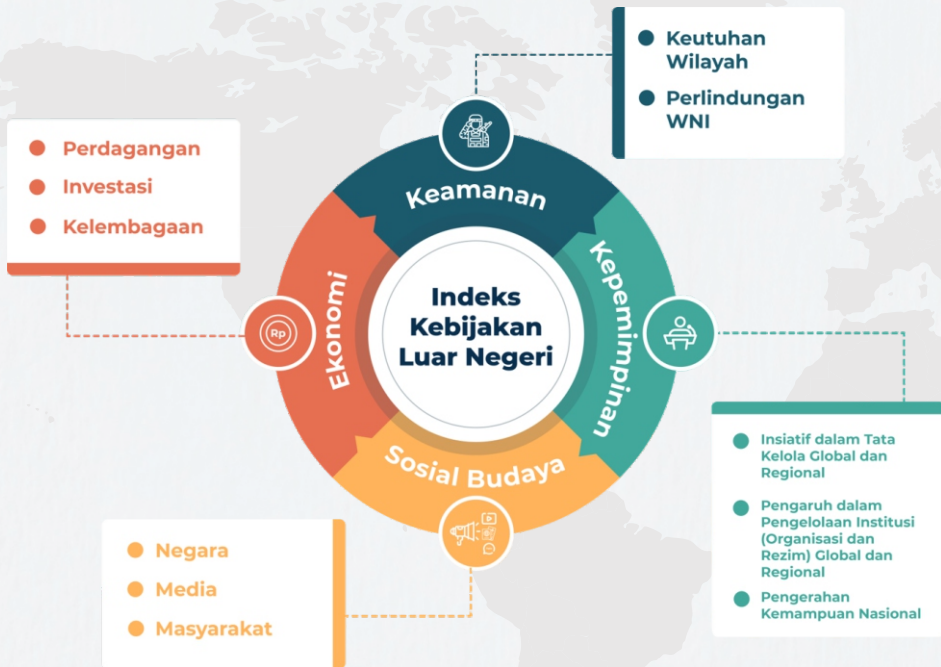 Keutuhan
Wilayah
Perlindungan
WNI
Perdagangan
Investasi
Kelembagaan
Keamanan
Kepemimpinan
Ekonomi
Sosial Budaya
Rp
Indeks
Kebijakan
Luar Negeri
Insiatif dalam Tata
Kelola Global dan
Regional
Pengaruh dalam
Pengelolaan Institusi
(Organisasi dan
Rezim) Global dan
Regional
Pengerahan
Kemampuan Nasional
Negara
Media
Masyarakat